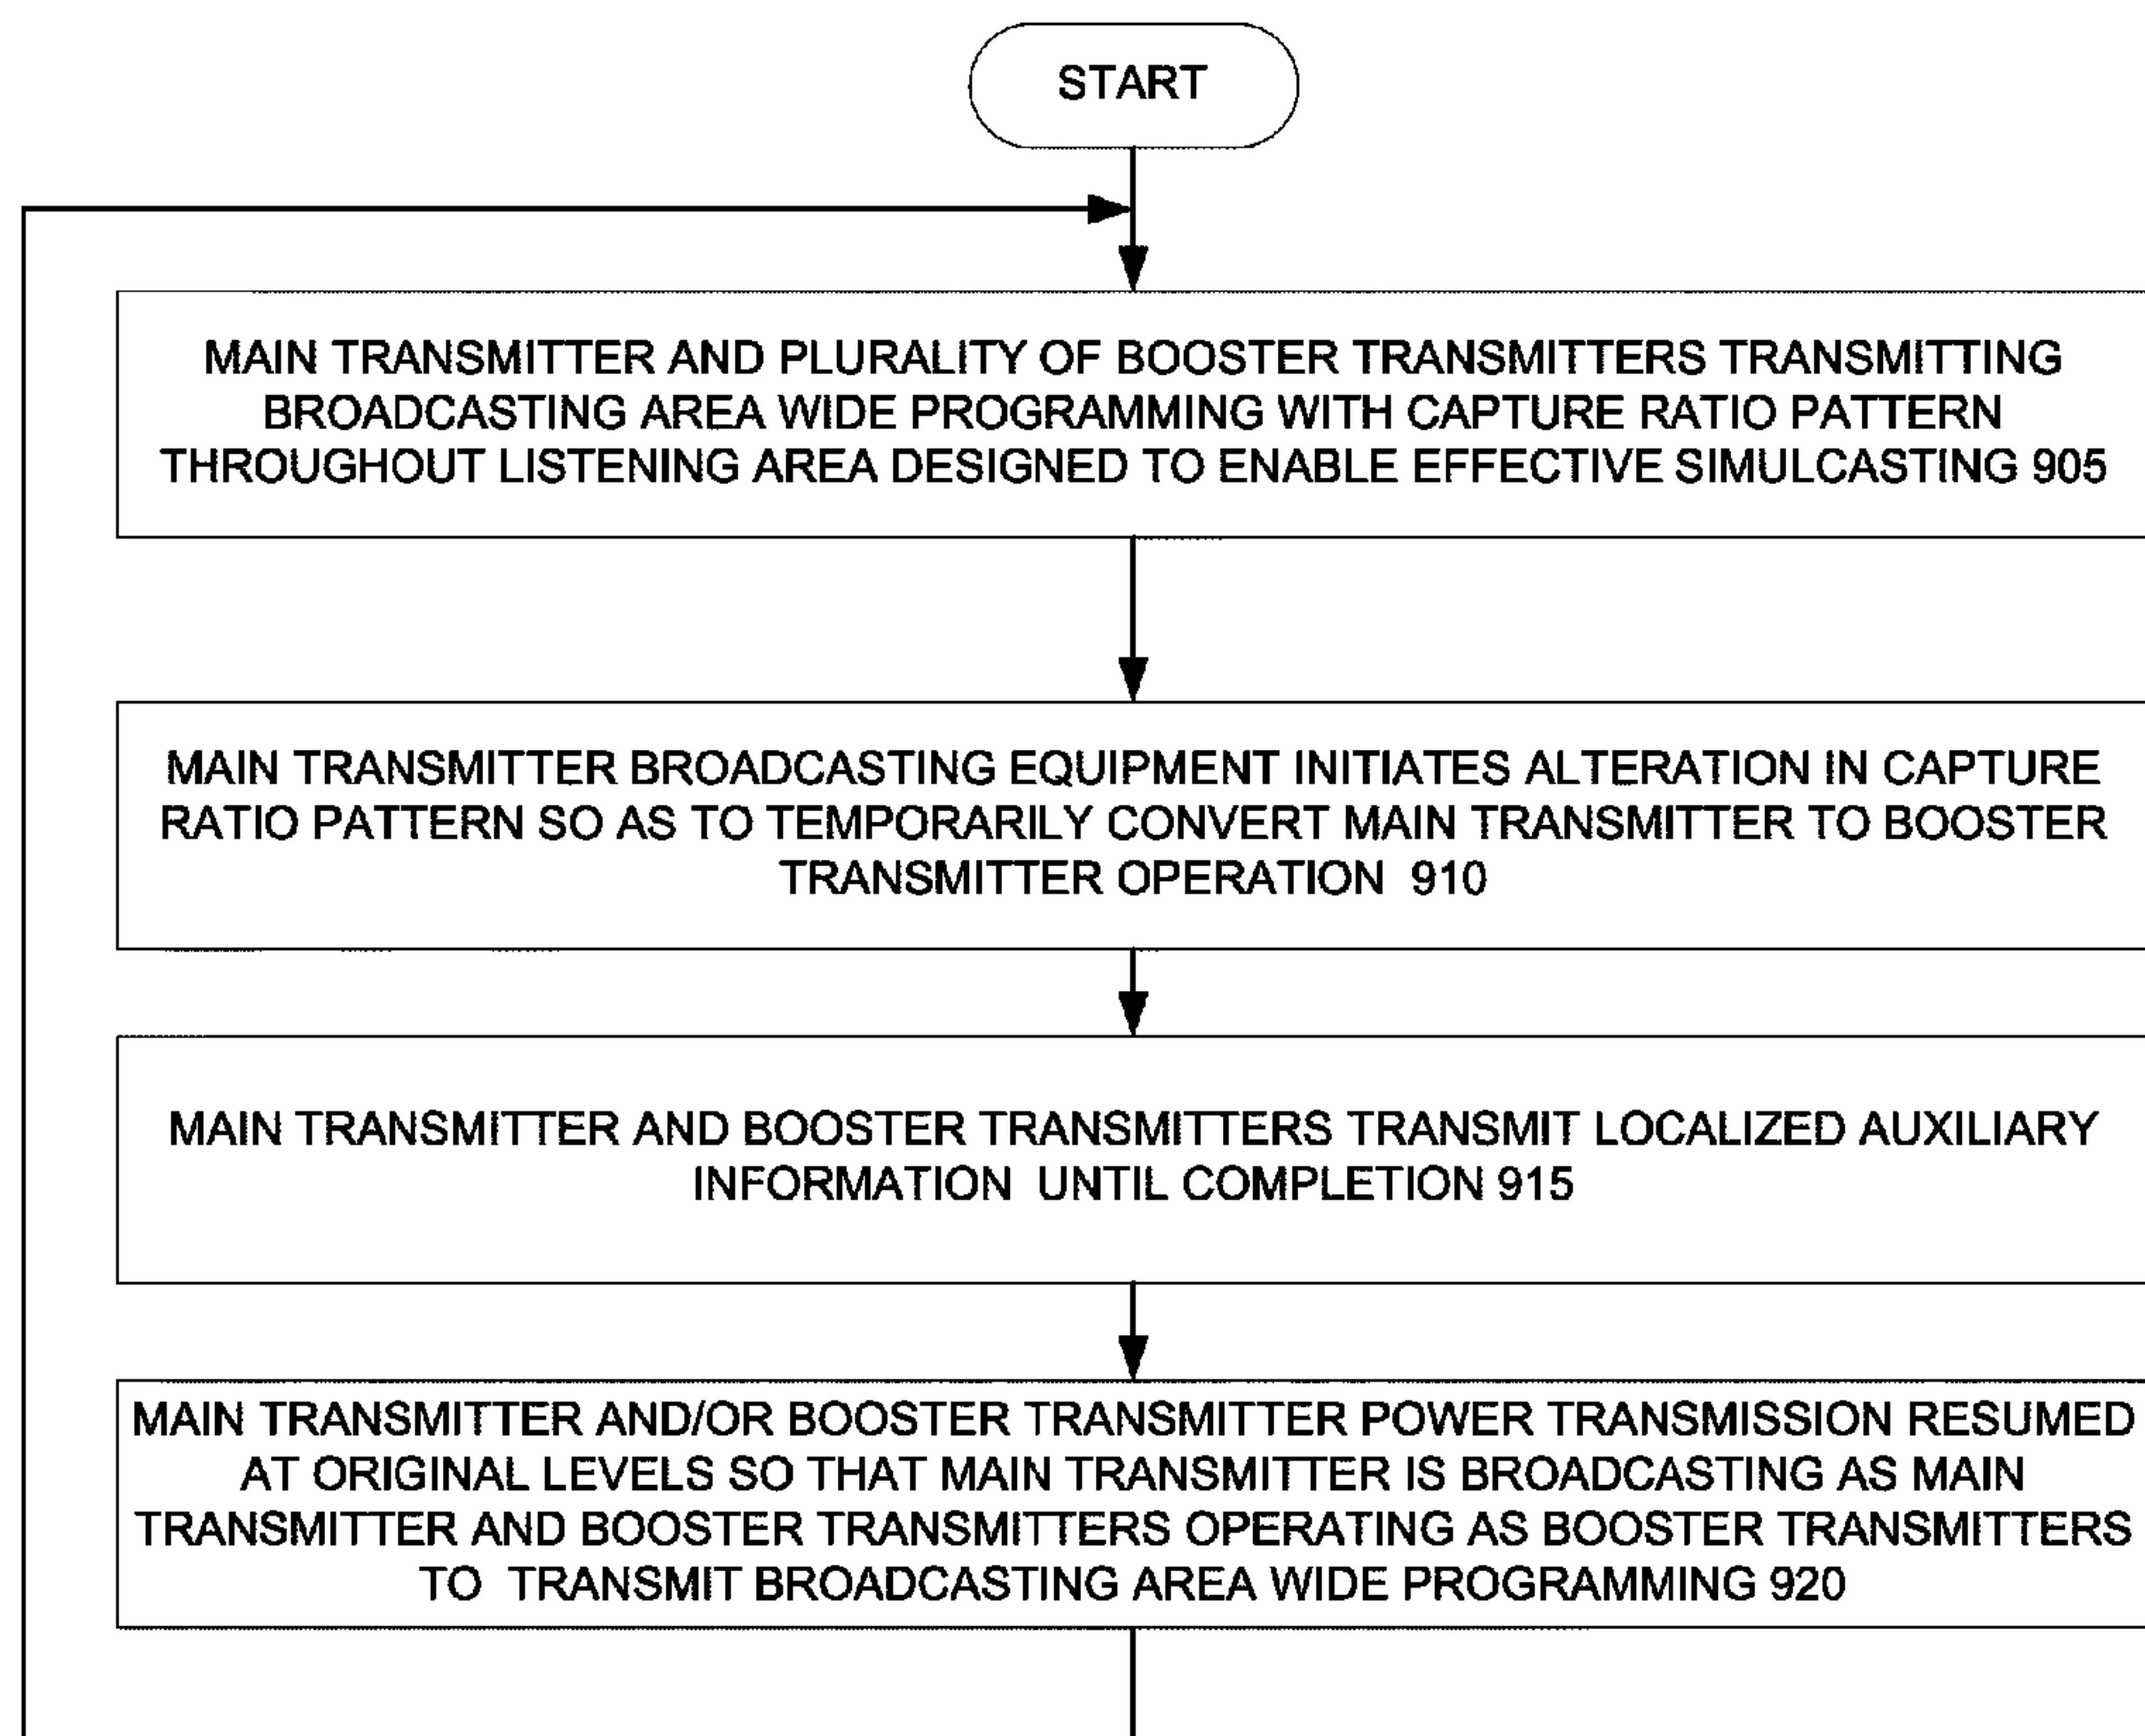 START
MAIN TRANSMITTER AND PLURALITY OF BOOSTER TRANSMITTERS TRANSMITTING
BROADCASTING AREA WIDE PROGRAMMING WITH CAPTURE RATIO PATTERN
THROUGHOUT LISTENING AREA DESIGNED TO ENABLE EFFECTIVE SIMULCASTING 905
MAIN TRANSMITTER BROADCASTING EQUIPMENT INITIATES ALTERATION IN CAPTURE
RATIO PATTERN SO AS TO TEMPORARILY CONVERT MAIN TRANSMITTER TO BOOSTER
TRANSMITTER OPERATION 910
MAIN TRANSMITTER AND BOOSTER TRANSMITTERS TRANSMIT LOCALIZED AUXILIARY
INFORMATION UNTIL COMPLETION 915
MAIN TRANSMITTER AND/OR BOOSTER TRANSMITTER POWER TRANSMISSION RESUMED
AT ORIGINAL LEVELS SO THAT MAIN TRANSMITTER IS BROADCASTING AS MAIN
TRANSMITTER AND BOOSTER TRANSMITTERS OPERATING AS BOOSTER TRANSMITTERS
TO TRANSMIT BROADCASTING AREA WIDE PROGRAMMING 920